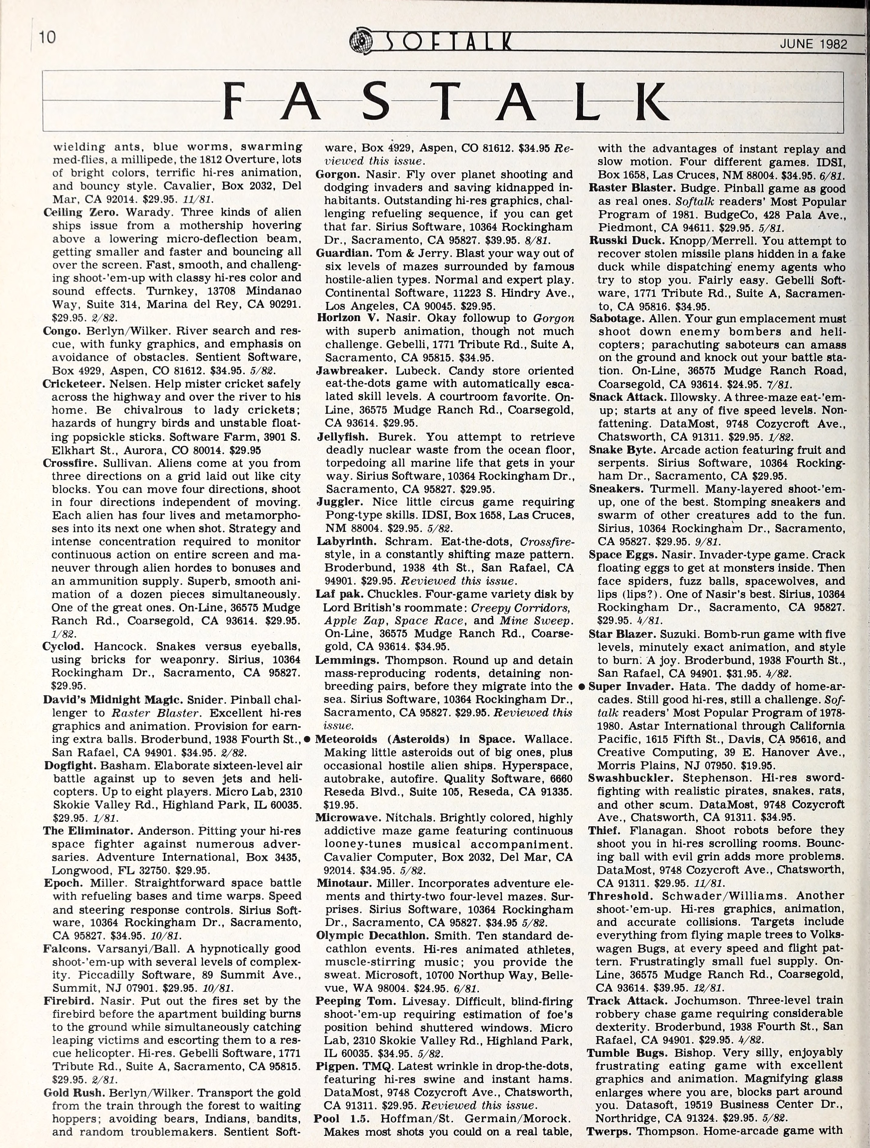 10
SOFTALK
JUNE 1982
FASTALK
wielding ants, blue worms, swarming
med-flies, a millipede, the 1812 Overture, lots
of bright colors, terrific hi-res animation,
and bouncy style. Cavalier, Box 2032, Del
Mar, CA 92014. $29.95. 11/81.
Ceiling Zero. Warady. Three kinds of alien
ships issue from a mothership hovering
above a lowering micro-deflection beam,
getting smaller and faster and bouncing all
over the screen. Fast, smooth, and challeng-
ing shoot-'em-up with classy hi-res color and
sound effects. Turnkey, 13708 Mindanao
Way, Suite 314, Marina del Rey, CA 90291.
$29.95. 2/82.
Congo. Berlyn/Wilker. River search and res-
cue, with funky graphics, and emphasis on
avoidance of obstacles. Sentient Software,
Box 4929, Aspen, CO 81612. $34.95. 5/82.
Cricketeer. Nelsen. Help mister cricket safely
across the highway and over the river to his
home. Be chivalrous to lady crickets;
hazards of hungry birds and unstable float-
ing popsickle sticks. Software Farm, 3901 S.
Elkhart St., Aurora, CO 80014. $29.95
Crossfire. Sullivan. Aliens come at you from
three directions on a grid laid out like city
blocks. You can move four directions, shoot
in four directions independent of moving.
Each alien has four lives and metamorpho-
ses into its next one when shot. Strategy and
intense concentration required to monitor
continuous action on entire screen and ma-
neuver through alien hordes to bonuses and
an ammunition supply. Superb, smooth ani-
mation of a dozen pieces simultaneously.
One of the great ones. On-Line, 36575 Mudge
Ranch Rd., Coarsegold, CA 93614. $29.95.
1/82.
Cyclod. Hancock. Snakes versus eyeballs,
using bricks for weaponry. Sirius, 10364
Rockingham Dr., Sacramento, CA 95827.
$29.95.
David's Midnight Magic. Snider. Pinball chal-
lenger to Raster Blaster. Excellent hi-res
graphics and animation. Provision for earn-
ing extra balls. Broderbund, 1938 Fourth St.,
San Rafael, CA 94901. $34.95. 2/82.
Dogfight. Basham. Elaborate sixteen-level air
battle against up to seven jets and heli-
copters. Up to eight players. Micro Lab, 2310
Skokie Valley Rd., Highland Park, IL 60035.
$29.95. 1/81.
The Eliminator. Anderson. Pitting your hi-res
space fighter against numerous adver-
saries. Adventure International, Box 3435,
Longwood, FL 32750. $29.95.
Epoch. Miller. Straightforward space battle
with refueling bases and time warps. Speed
and steering response controls. Sirius Soft-
ware, 10364 Rockingham Dr., Sacramento,
CA 95827. $34.95. 10/81.
Falcons. Varsanyi/Ball. A hypnotically good
shoot-'em-up with several levels of complex-
ity. Piccadilly Software, 89 Summit Ave.,
Summit, NJ 07901. $29.95. 10/81.
Firebird. Nasir. Put out the fires set by the
firebird before the apartment building burns
to the ground while simultaneously catching
leaping victims and escorting them to a res-
cue helicopter. Hi-res. Gebelli Software, 1771
Tribute Rd., Suite A, Sacramento, CA 95815.
$29.95. 2/81.
Gold Rush. Berlyn/Wilker. Transport the gold
from the train through the forest to waiting
hoppers; avoiding bears, Indians, bandits,
and random troublemakers. Sentient Soft-
ware, Box 4929, Aspen, CO 81612. $34.95 Re-
viewed this issue.
Gorgon. Nasir. Fly over planet shooting and
dodging invaders and saving kidnapped in-
habitants. Outstanding hi-res graphics, chal-
lenging refueling sequence, if you can get
that far. Sirius Software, 10364 Rockingham
Dr., Sacramento, CA 95827. $39.95. 8/81.
Guardian. Tom & Jerry. Blast your way out of
six levels of mazes surrounded by famous
hostile-alien types. Normal and expert play.
Continental Software, 11223 S. Hindry Ave.,
Los Angeles, CA 90045. $29.95.
Horizon V. Nasir. Okay followup to Gorgon
with superb animation, though not much
challenge. Gebelli, 1771 Tribute Rd., Suite A,
Sacramento, CA 95815. $34.95.
Jawbreaker. Lubeck. Candy store oriented
eat-the-dots game with automatically esca-
lated skill levels. A courtroom favorite. On-
Line, 36575 Mudge Ranch Rd., Coarsegold,
CA 93614. $29.95.
Jellyfish. Burek. You attempt to retrieve
deadly nuclear waste from the ocean floor,
torpedoing all marine life that gets in your
way. Sirius Software, 10364 Rockingham Dr.,
Sacramento, CA 95827. $29.95.
Juggler. Nice little circus game requiring
Pong-type skills. IDSI, Box 1658, Las Cruces,
NM 88004. $29.95. 5/82.
Labyrinth. Schram. Eat-the-dots, Crossfire-
style, in a constantly shifting maze pattern.
Broderbund, 1938 4th St., San Rafael, CA
94901. $29.95. Reviewed this issue.
Laf pak. Chuckles. Four-game variety disk by
Lord British's roommate: Creepy Corridors,
Apple Zap, Space Race, and Mine Sweep.
On-Line, 36575 Mudge Ranch Rd., Coarse-
gold, CA 93614. $34.95.
Lemmings. Thompson. Round up and detain
mass-reproducing rodents, detaining non-
breeding pairs, before they migrate into the
sea. Sirius Software, 10364 Rockingham Dr.,
Sacramento, CA 95827. $29.95. Reviewed this
issue.
● Meteoroids (Asteroids) in Space. Wallace.
Making little asteroids out of big ones, plus
occasional hostile alien ships. Hyperspace,
autobrake, autofire. Quality Software, 6660
Reseda Blvd., Suite 105, Reseda, CA 91335.
$19.95.
Microwave. Nitchals. Brightly colored, highly
addictive maze game featuring continuous
looney-tunes musical accompaniment.
Cavalier Computer, Box 2032, Del Mar, CA
92014. $34.95. 5/82.
Minotaur. Miller. Incorporates adventure ele-
ments and thirty-two four-level mazes. Sur-
prises. Sirius Software, 10364 Rockingham
Dr., Sacramento, CA 95827. $34.95 5/82.
Olympic Decathlon. Smith. Ten standard de-
cathlon events. Hi-res animated athletes,
muscle-stirring music; you provide the
sweat. Microsoft, 10700 Northup Way, Belle-
vue, WA 98004. $24.95. 6/81.
Peeping Tom. Livesay. Difficult, blind-firing
shoot-'em-up requiring estimation of foe's
position behind shuttered windows. Micro
Lab, 2310 Skokie Valley Rd., Highland Park,
IL 60035. $34.95. 5/82.
Pigpen. TMQ. Latest wrinkle in drop-the-dots,
featuring hi-res swine and instant hams.
DataMost, 9748 Cozycroft Ave., Chatsworth,
CA 91311. $29.95. Reviewed this issue.
Pool 1.5. Hoffman/St. Germain/Morock.
Makes most shots you could on a real table,
with the advantages of instant replay and
slow motion. Four different games. IDSI,
Box 1658, Las Cruces, NM 88004. $34.95. 6/81.
Raster Blaster. Budge. Pinball game as good
as real ones. Softalk readers' Most Popular
Program of 1981. BudgeCo, 428 Pala Ave.,
Piedmont, CA 94611. $29.95. 5/81.
Russki Duck. Knopp/Merrell. You attempt to
recover stolen missile plans hidden in a fake
duck while dispatching enemy agents who
try to stop you. Fairly easy. Gebelli Soft-
ware, 1771 Tribute Rd., Suite A, Sacramen-
to, CA 95816. $34.95.
Sabotage. Allen. Your gun emplacement must
shoot down enemy bombers and heli-
copters; parachuting saboteurs can amass
on the ground and knock out your battle sta-
tion. On-Line, 36575 Mudge Ranch Road,
Coarsegold, CA 93614. $24.95. 7/81.
Snack Attack. Illowsky. A three-maze eat-'em-
up; starts at any of five speed levels. Non-
fattening. DataMost, 9748 Cozycroft Ave.,
Chatsworth, CA 91311. $29.95. 1/82.
Snake Byte. Arcade action featuring fruit and
serpents. Sirius Software, 10364 Rocking-
ham Dr., Sacramento, CA $29.95.
Sneakers. Turmell. Many-layered shoot-'em-
up, one of the best. Stomping sneakers and
swarm of other creatures add to the fun.
Sirius, 10364 Rockingham Dr., Sacramento,
CA 95827. $29.95. 9/81.
Space Eggs. Nasir. Invader-type game. Crack
floating eggs to get at monsters inside. Then
face spiders, fuzz balls, spacewolves, and
lips (lips?). One of Nasir's best. Sirius, 10364
Rockingham Dr., Sacramento, CA 95827.
$29.95. 4/81.
Star Blazer. Suzuki. Bomb-run game with five
levels, minutely exact animation, and style
to burn. A joy. Broderbund, 1938 Fourth St.,
San Rafael, CA 94901. $31.95. 4/82.
● Super Invader. Hata. The daddy of home-ar-
cades. Still good hi-res, still a challenge. Sof-
talk readers' Most Popular Program of 1978-
1980. Astar International through California
Pacific, 1615 Fifth St., Davis, CA 95616, and
Creative Computing, 39 E. Hanover Ave.,
Morris Plains, NJ 07950. $19.95.
Swashbuckler. Stephenson. Hi-res sword-
fighting with realistic pirates, snakes, rats,
and other scum. DataMost, 9748 Cozycroft
Ave., Chatsworth, CA 91311. $34.95.
Thief. Flanagan. Shoot robots before they
shoot you in hi-res scrolling rooms. Bounc-
ing ball with evil grin adds more problems.
DataMost, 9748 Cozycroft Ave., Chatsworth,
CA 91311. $29.95. 11/81.
Threshold. Schwader/Williams. Another
shoot-'em-up. Hi-res graphics, animation,
and accurate collisions. Targets include
everything from flying maple trees to Volks-
wagen Bugs, at every speed and flight pat-
tern. Frustratingly small fuel supply. On-
Line, 36575 Mudge Ranch Rd., Coarsegold,
CA 93614. $39.95. 12/81.
Track Attack. Jochumson. Three-level train
robbery chase game requiring considerable
dexterity. Broderbund, 1938 Fourth St., San
Rafael, CA 94901. $29.95. 4/82.
Tumble Bugs. Bishop. Very silly, enjoyably
frustrating eating game with excellent
graphics and animation. Magnifying glass
enlarges where you are, blocks part around
you. Datasoft, 19519 Business Center Dr.,
Northridge, CA 91324. $29.95. 5/82.
Twerps. Thompson. Home-arcade game with